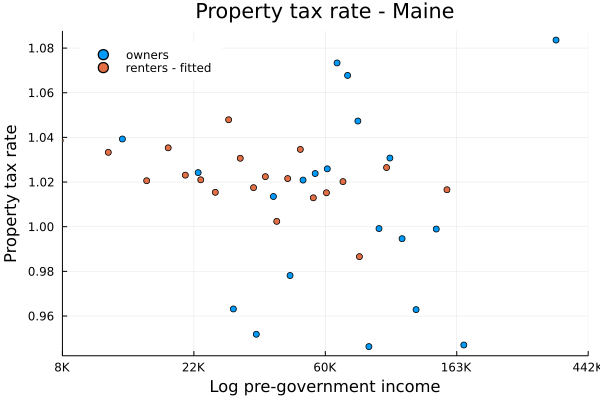 Property tax rate - Maine
owners
renters - fitted
Property tax rate
1.08
1.06
1.04
1.02
1.00
0.98
0.96
8K 22K 60K 163K 442K
Log pre-government income